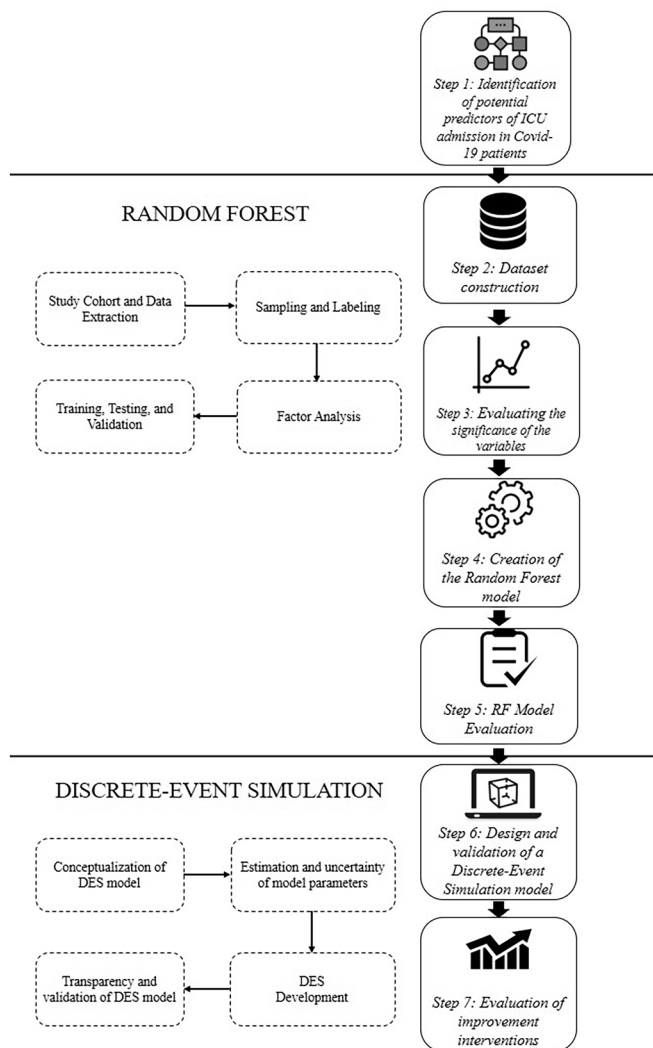 Step 1: Identification
of potential
predictors of ICU
admission in Covid-
19 patients
RANDOM FOREST
Study Cohort and Data
Extraction
Sampling and Labeling
Training, Testing, and
Validation
Factor Analysis
Step 2: Dataset
construction
Step 3: Evaluating the
significance of the
variables
Step 4: Creation of
the Random Forest
model
Step 5: RF Model
Evaluation
DISCRETE-EVENT SIMULATION
Conceptualization of
DES model
Estimation and uncertainty
of model parameters
Transparency and
validation of DES model
DES
Development
Step 6: Design and
validation of a
Discrete-Event
Simulation model
Step 7: Evaluation of
improvement
interventions